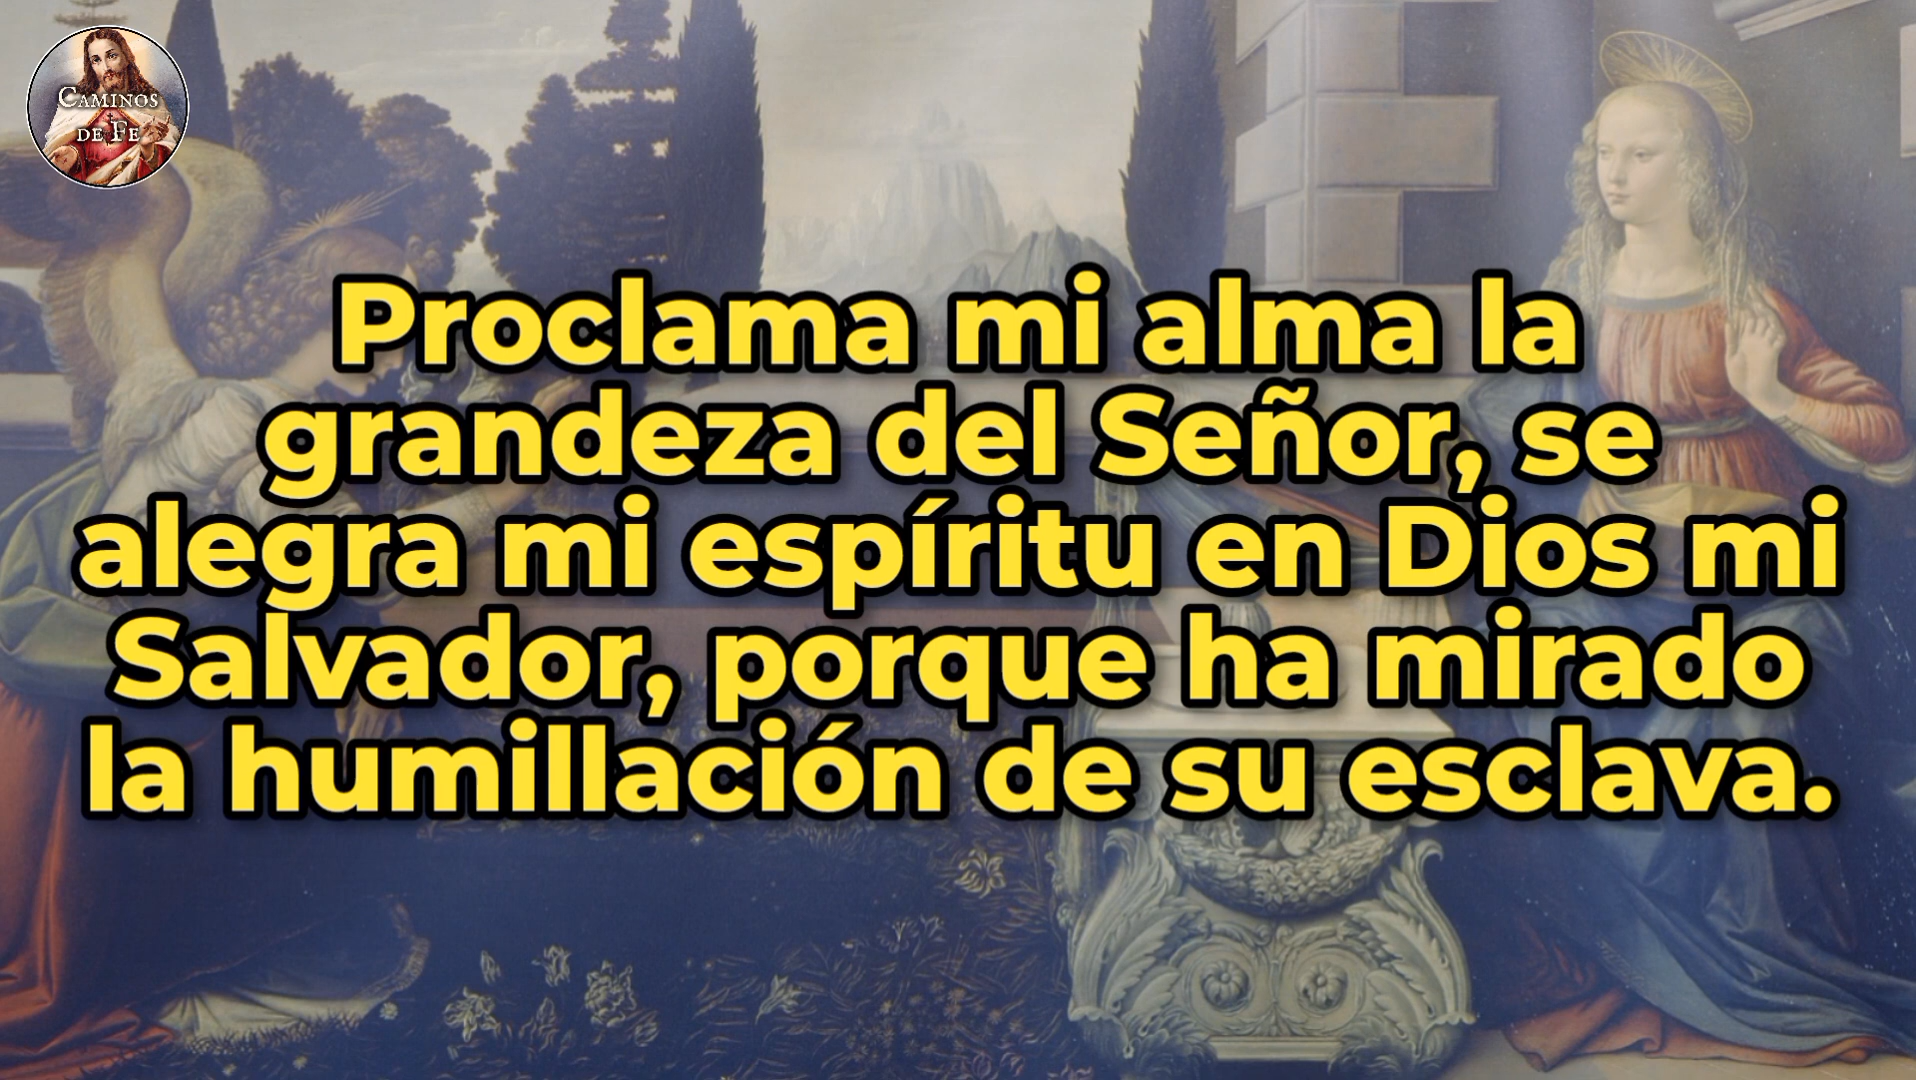 CAMINOS
DE FE
Proclama mi alma la
grandeza del Señor, se
alegra mi espíritu en Dios mi
Salvador, porque ha mirado
la humillación de su esclava.